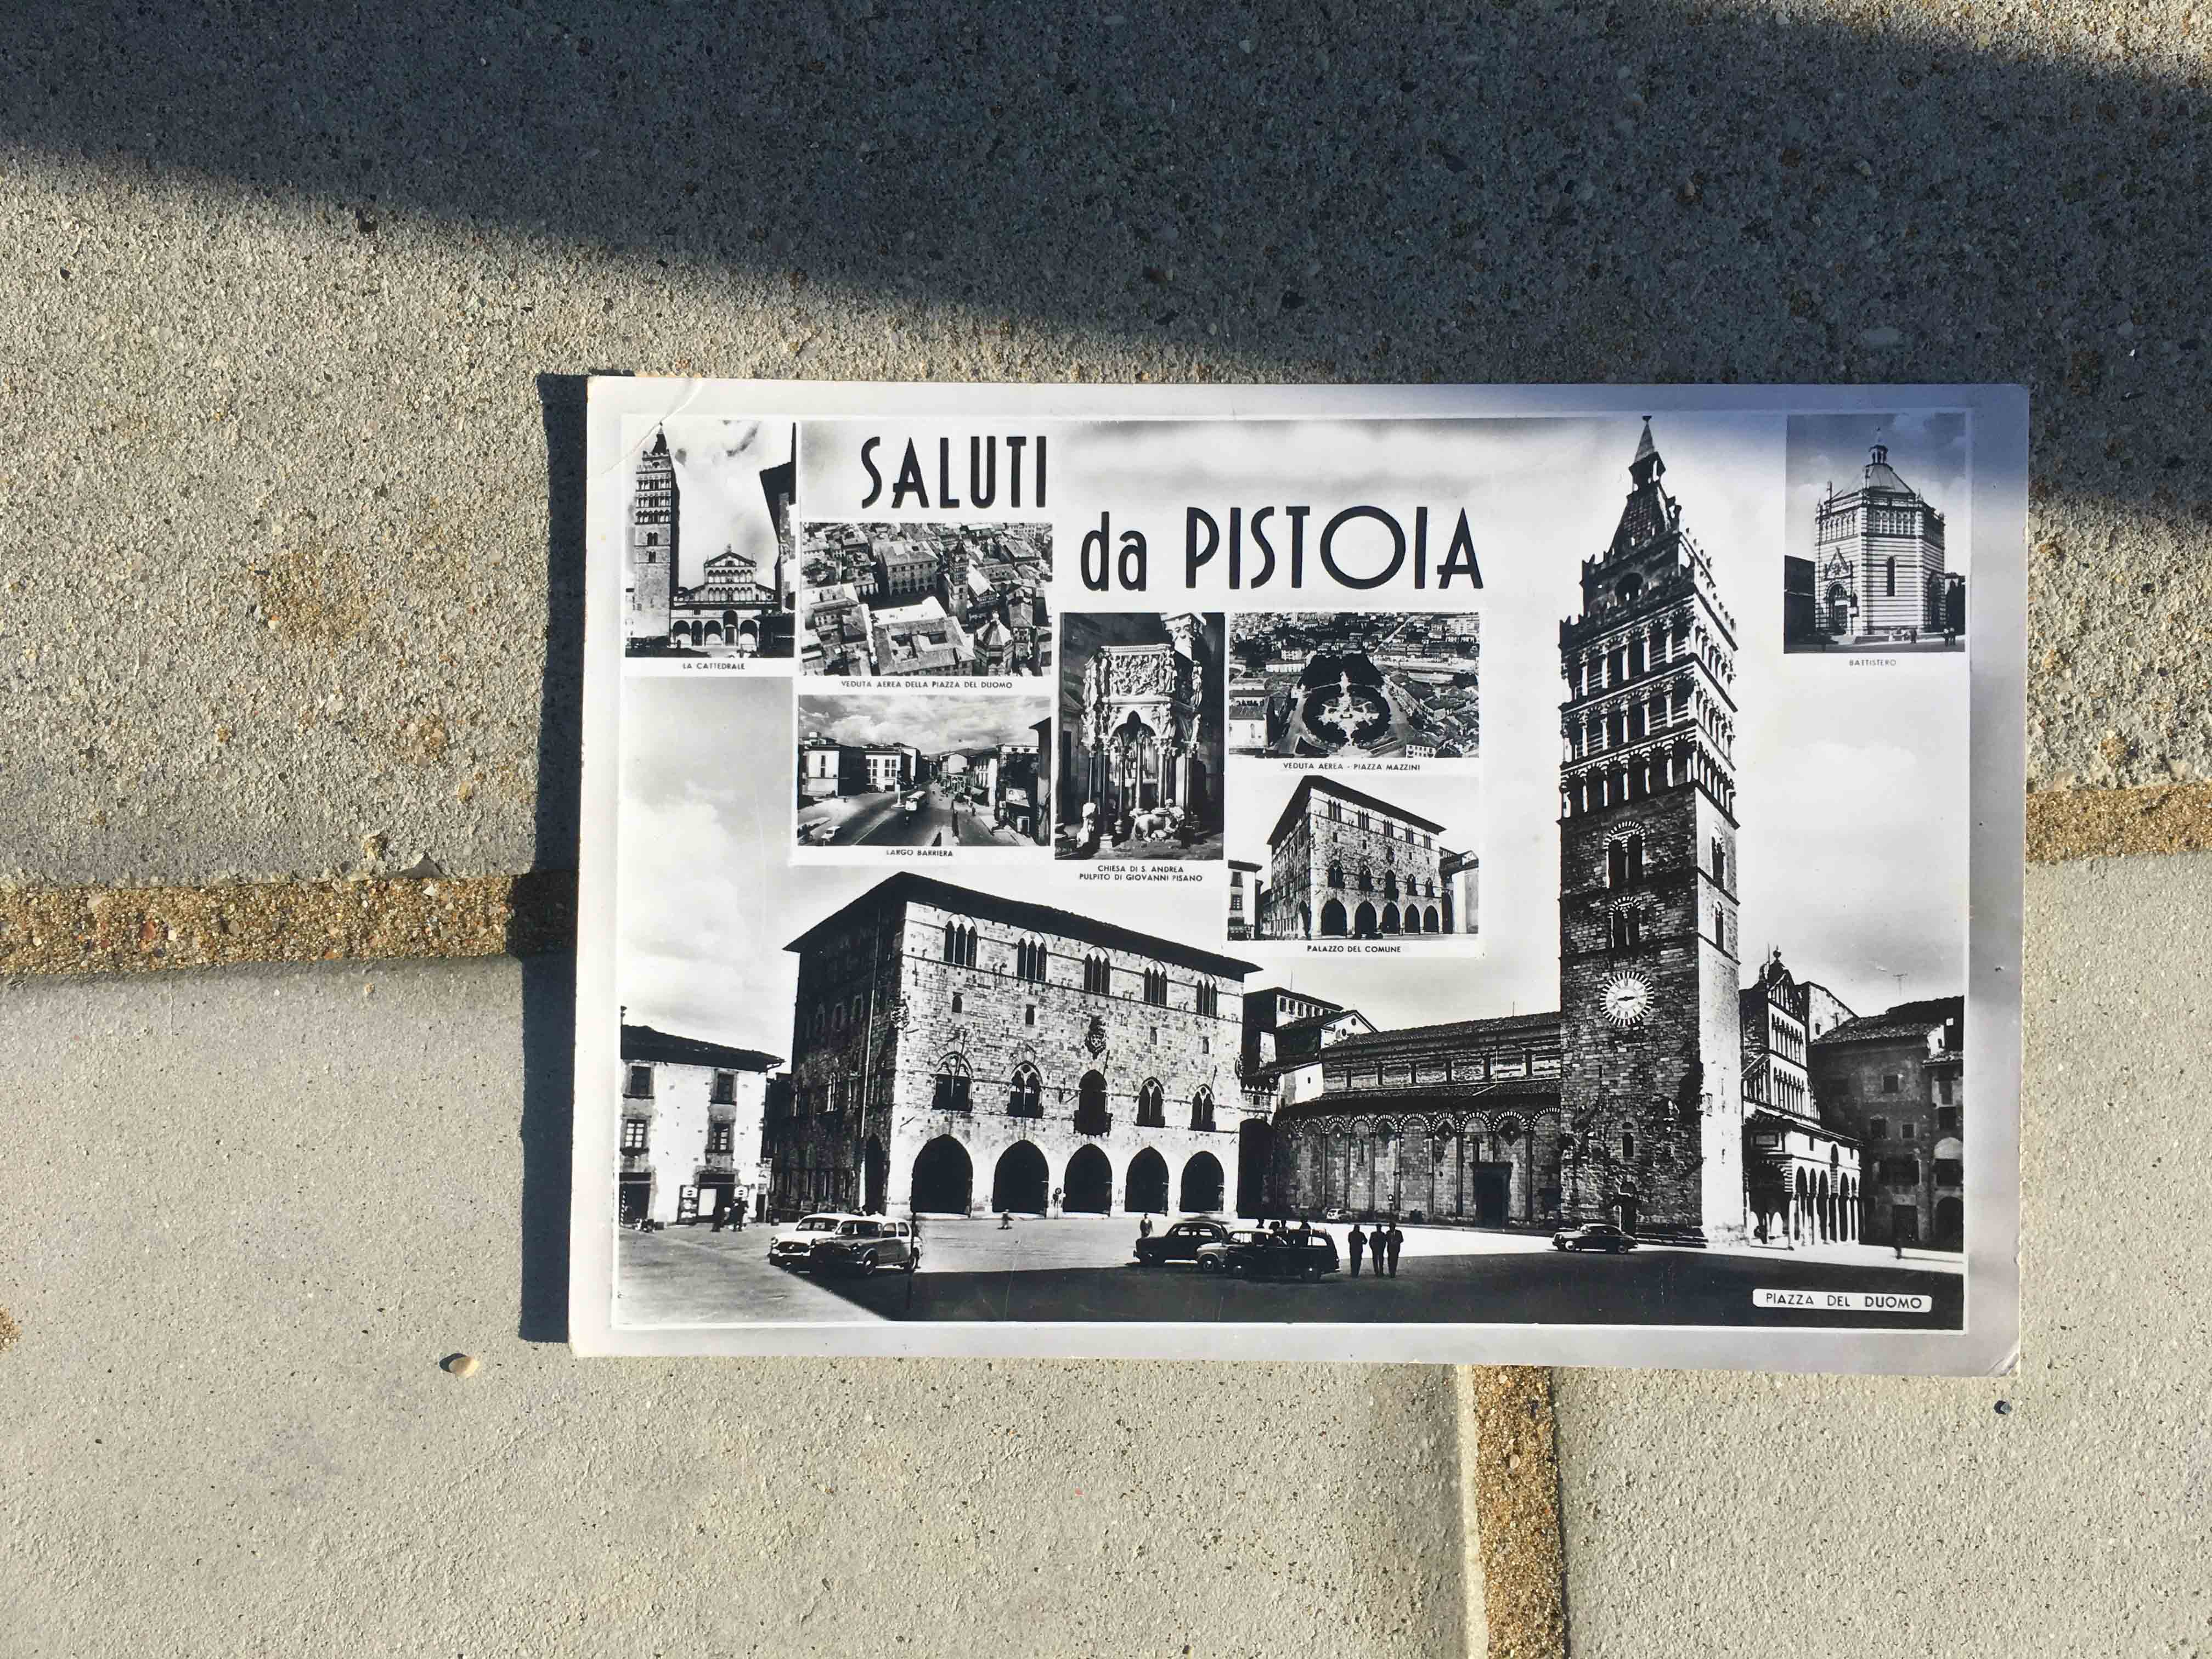 SALUTI
da PISTOIA
LA CATTEDRALE
VEDUTA AEREA DELLA PIAZZA DEL DUOMO
BATTISTERO
LARGO BARRIERA
CHIESA DI S. ANDREA
PULPITO DI GIOVANNI PISANO
VEDUTA AEREA - PIAZZA MAZZINI
PALAZZO DEL COMUNE
PIAZZA DEL DUOMO